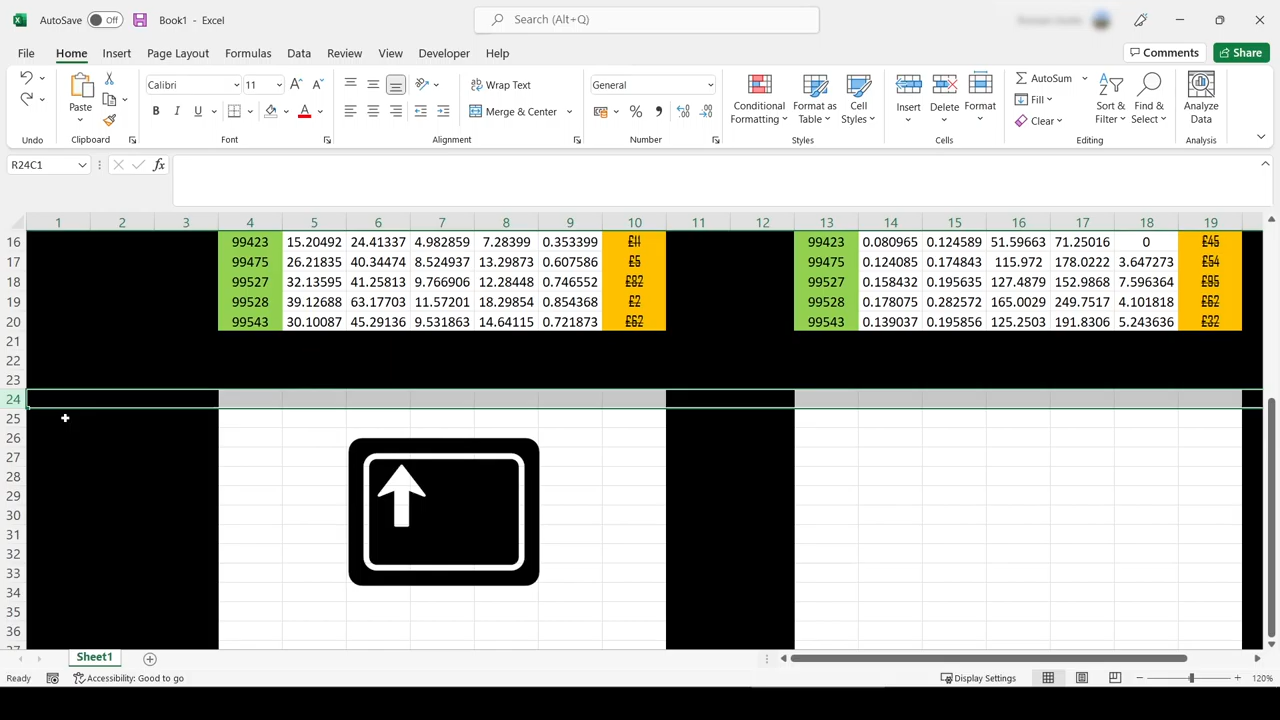 AutoSave Off Book1 - Excel Search (Alt+Q)
File Home Insert Page Layout Formulas Data Review View Developer Help Comments Share
Calibri 11 Wrap Text General AutoSum
Paste Conditional Formatting Format as Table Cell Styles Insert Delete Format Fill Sort & Filter Find & Select Analyze Data
B I U A Merge & Center % , Clear
Undo Clipboard Font Alignment Number Styles Cells Editing Analysis
R24C1 fx
1 2 3 4 5 6 7 8 9 10 11 12 13 14 15 16 17 18 19
16 99423 15.20492 24.41337 4.982859 7.28399 0.353399 £11 99423 0.080965 0.124589 51.59663 71.25016 0 £45
17 99475 26.21835 40.34474 8.524937 13.29873 0.607586 £5 99475 0.124085 0.174843 115.972 178.0222 3.647273 £54
18 99527 32.13595 41.25813 9.766906 12.28448 0.746552 £82 99527 0.158432 0.195635 127.4879 152.9868 7.596364 £95
19 99528 39.12688 63.17703 11.57201 18.29854 0.854368 £2 99528 0.178075 0.282572 165.0029 249.7517 4.101818 £62
20 99543 30.10087 45.29136 9.531863 14.64115 0.721873 £62 99543 0.139037 0.195856 125.2503 191.8306 5.243636 £32
21
22
23
24
25
26
27
28
29
30
31
32
33
34
35
36
Sheet1
Ready Accessibility: Good to go Display Settings 120%